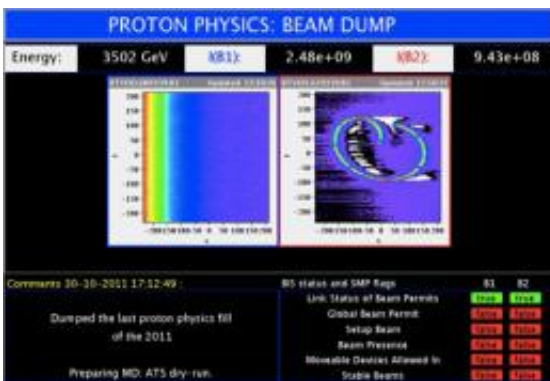 PROTON PHYSICS: BEAM DUMP
Energy: 3502 GeV I(B1): 2.48e+09 I(B2): 9.43e+08
Comments 30-10-2011 17:12:49 :
Dumped the last proton physics fill
of the 2011
Preparing MD: ATS dry-run.
BIS status and SMP flags B1 B2
Link Status of Beam Permits true true
Global Beam Permit false false
Setup Beam false false
Beam Presence false false
Moveable Devices Allowed In false false
Stable Beams false false